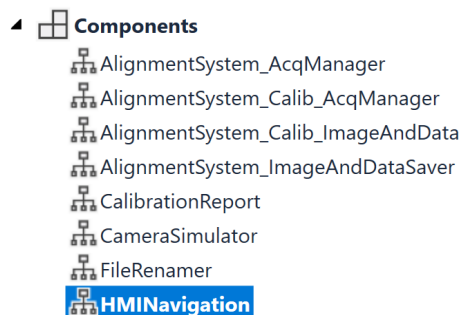 Components
AlignmentSystem_AcqManager
AlignmentSystem_Calib_AcqManager
AlignmentSystem_Calib_ImageAndData
AlignmentSystem_ImageAndDataSaver
CalibrationReport
CameraSimulator
FileRenamer
HMINavigation